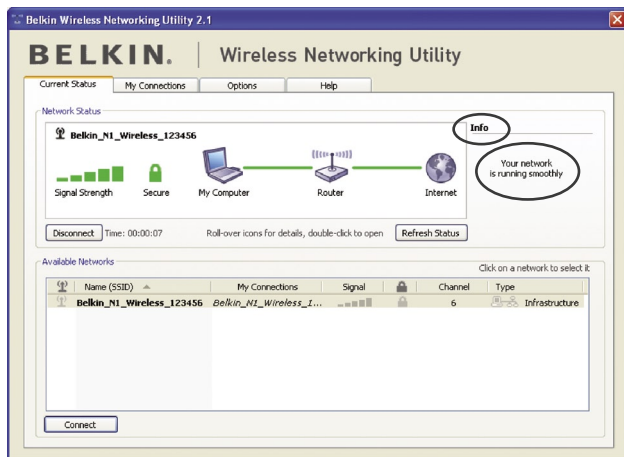 Belkin Wireless Networking Utility 2.1
BELKIN. Wireless Networking Utility
Current Status My Connections Options Help
Network Status
Belkin_N1_Wireless_123456
Info
Your network
is running smoothly
Signal Strength Secure My Computer Router Internet
Disconnect Time: 00:00:07 Roll-over icons for details, double-click to open Refresh Status
Available Networks
Click on a network to select it
Name (SSID) My Connections Signal Channel Type
Belkin_N1_Wireless_123456 Belkin_N1_Wireless_1... 6 Infrastructure
Connect